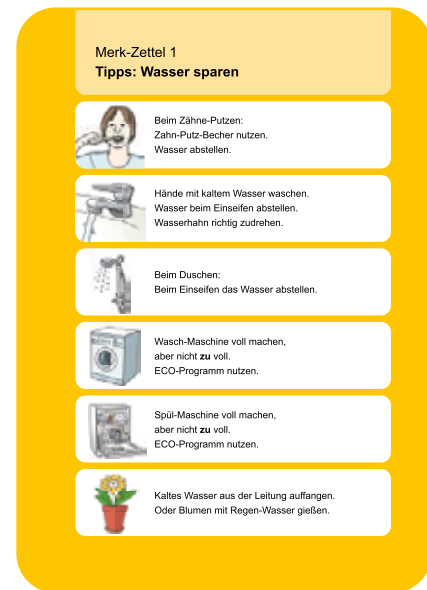 Merk-Zettel 1
Tipps: Wasser sparen
Beim Zähne-Putzen:
Zahn-Putz-Becher nutzen.
Wasser abstellen.
Hände mit kaltem Wasser waschen.
Wasser beim Einseifen abstellen.
Wasserhahn richtig zudrehen.
Beim Duschen:
Beim Einseifen das Wasser abstellen.
Wasch-Maschine voll machen,
aber nicht zu voll.
ECO-Programm nutzen.
Spül-Maschine voll machen,
aber nicht zu voll.
ECO-Programm nutzen.
Kaltes Wasser aus der Leitung auffangen.
Oder Blumen mit Regen-Wasser gießen.